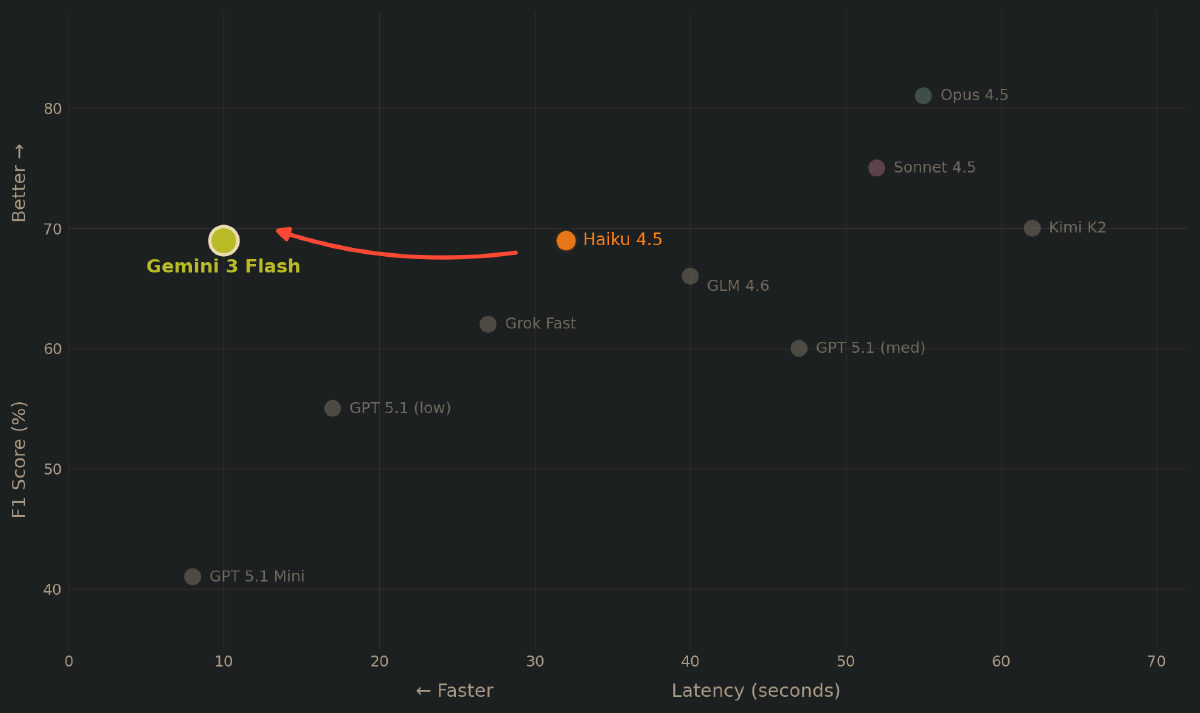 80
70
60
50
40
Better →
F1 Score (%)
Opus 4.5
Sonnet 4.5
Kimi K2
Haiku 4.5
Gemini 3 Flash
GLM 4.6
Grok Fast
GPT 5.1 (med)
GPT 5.1 (low)
GPT 5.1 Mini
0 10 20 30 40 50 60 70
← Faster Latency (seconds)